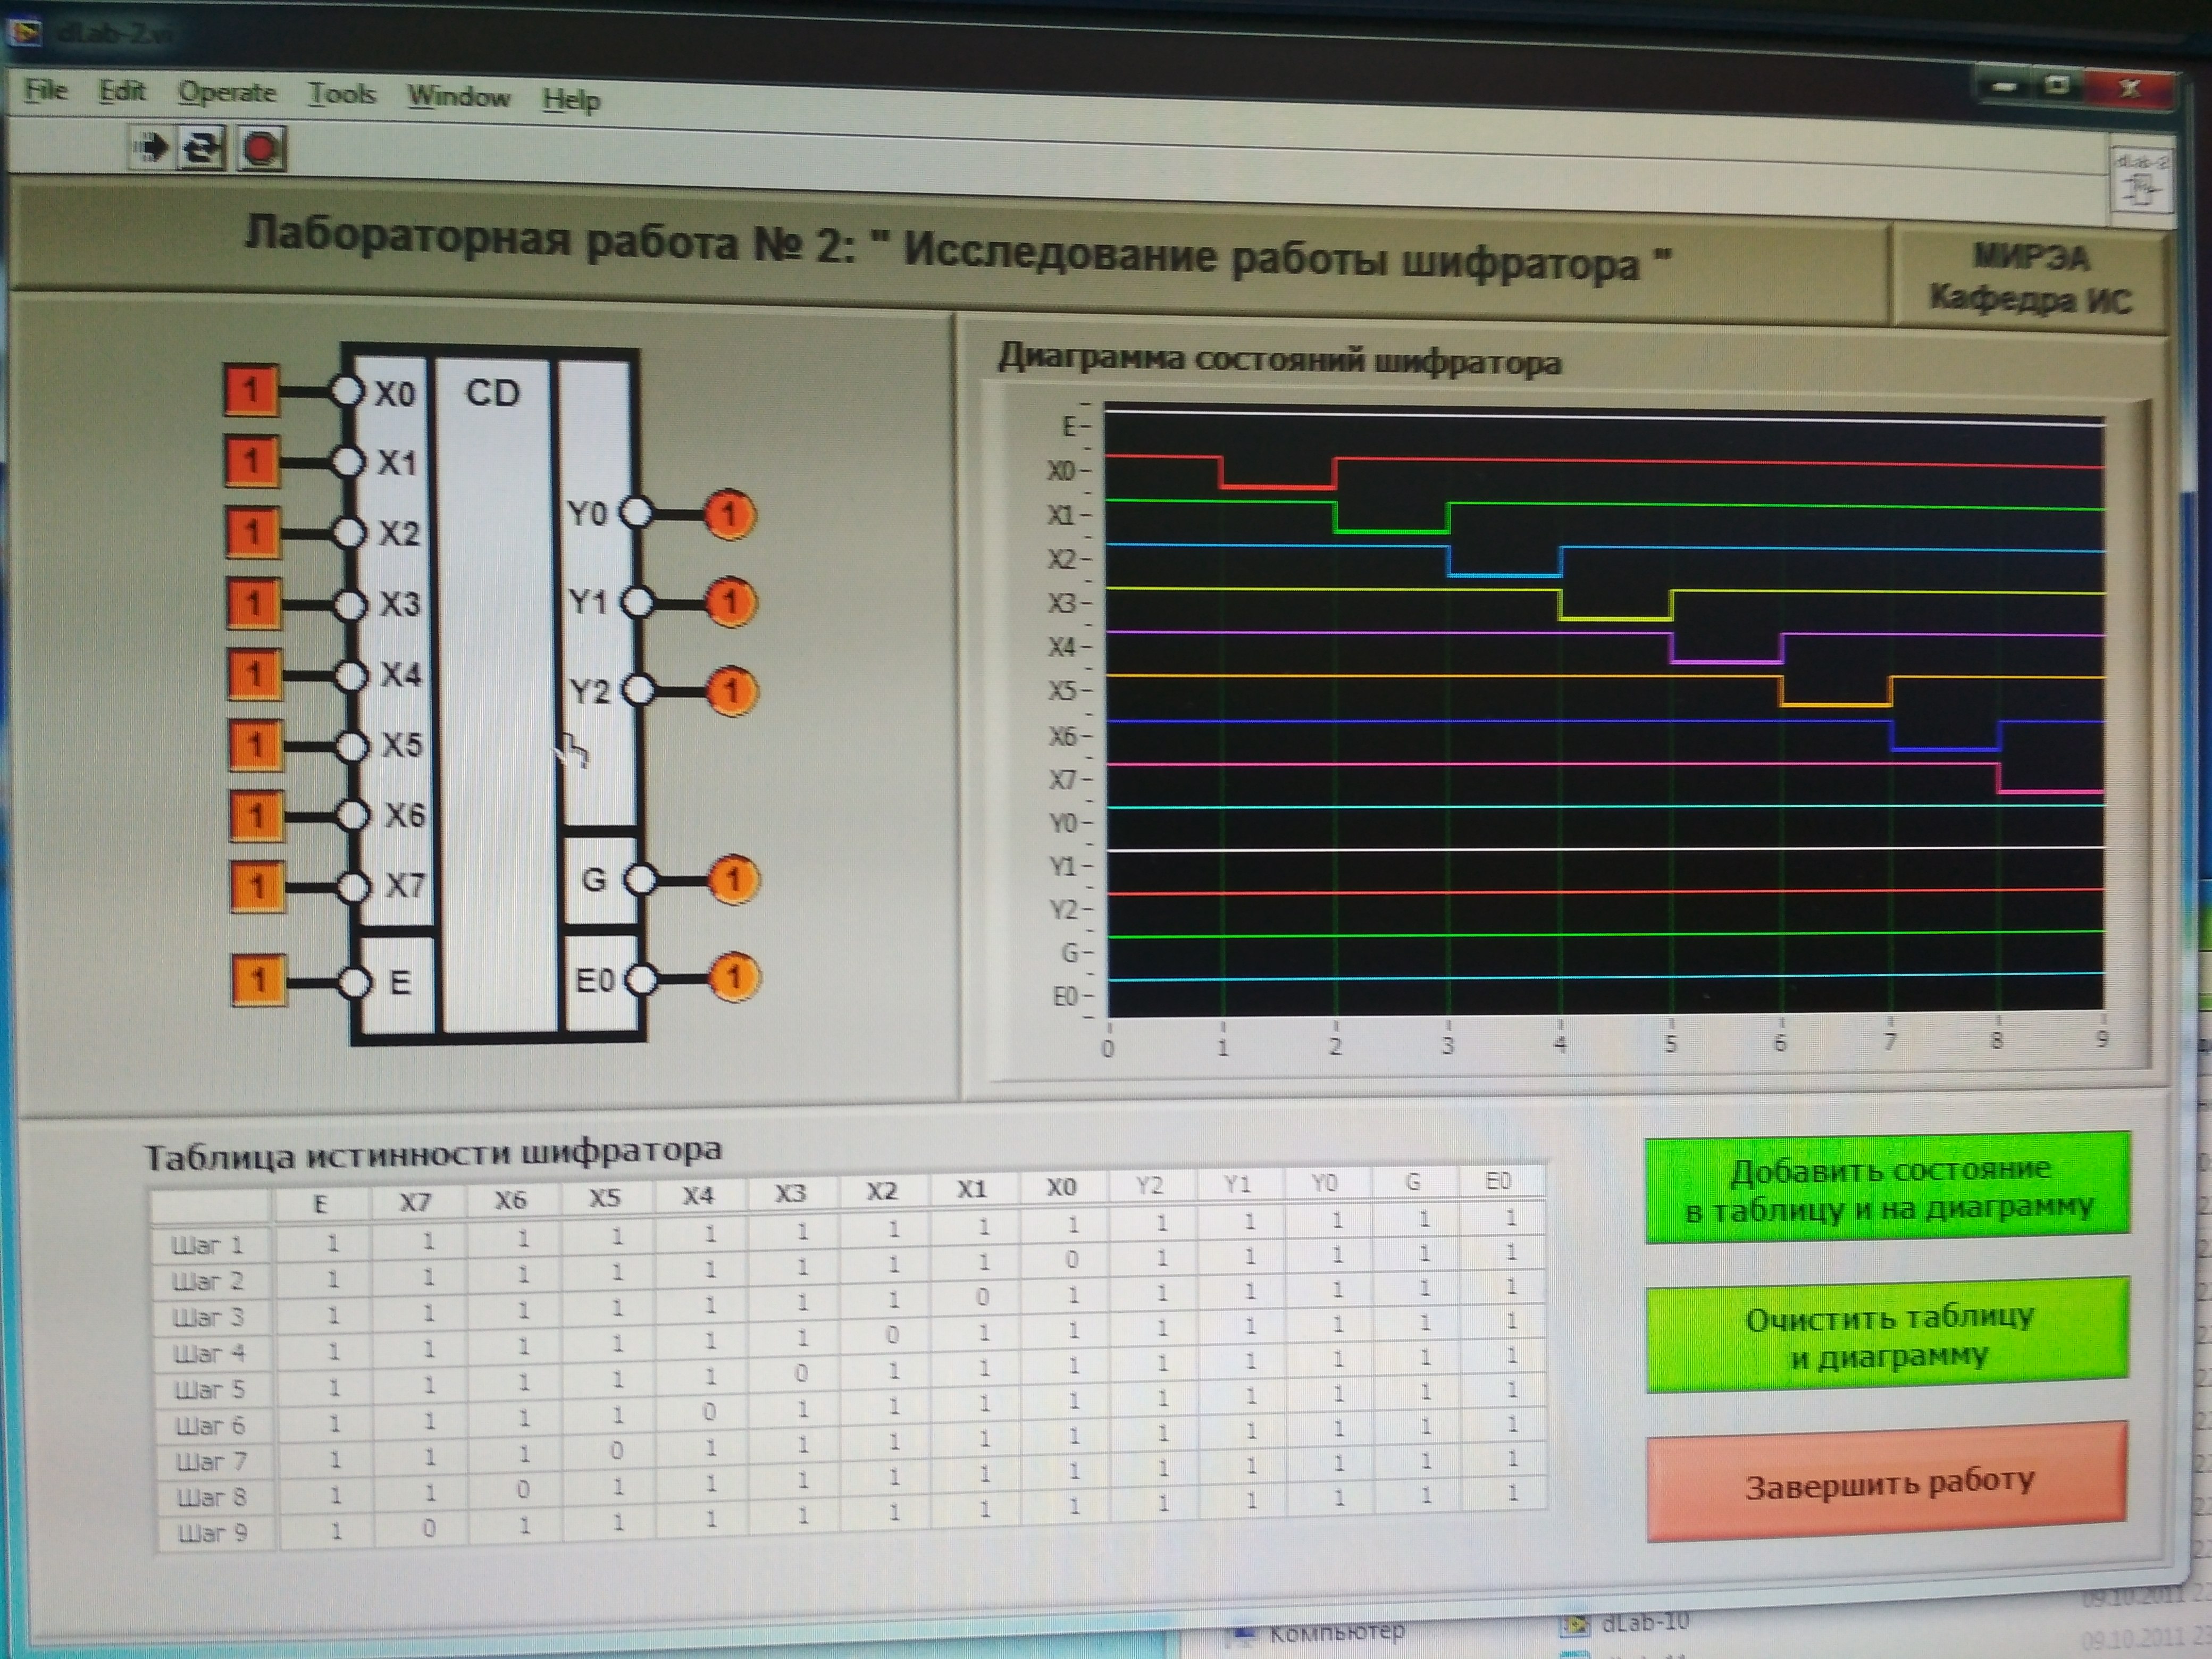 dLab-2.vi
File Edit Operate Tools Window Help
dLab-2
Лабораторная работа № 2: " Исследование работы шифратора "
МИРЭА
Кафедра ИС
1 X0 CD
1 X1
1 X2 Y0 1
1 X3 Y1 1
1 X4 Y2 1
1 X5
1 X6
1 X7 G 1
1 E E0 1
Диаграмма состояний шифратора
E
X0
X1
X2
X3
X4
X5
X6
X7
Y0
Y1
Y2
G
E0
0 1 2 3 4 5 6 7 8 9
Таблица истинности шифратора
E X7 X6 X5 X4 X3 X2 X1 X0 Y2 Y1 Y0 G E0
Шаг 1 1 1 1 1 1 1 1 1 1 1 1 1 1 1
Шаг 2 1 1 1 1 1 1 1 1 0 1 1 1 1 1
Шаг 3 1 1 1 1 1 1 1 0 1 1 1 1 1 1
Шаг 4 1 1 1 1 1 1 0 1 1 1 1 1 1 1
Шаг 5 1 1 1 1 1 0 1 1 1 1 1 1 1 1
Шаг 6 1 1 1 1 0 1 1 1 1 1 1 1 1 1
Шаг 7 1 1 1 0 1 1 1 1 1 1 1 1 1 1
Шаг 8 1 1 0 1 1 1 1 1 1 1 1 1 1 1
Шаг 9 1 0 1 1 1 1 1 1 1 1 1 1 1 1
Добавить состояние
в таблицу и на диаграмму
Очистить таблицу
и диаграмму
Завершить работу
Компьютер
dLab-10
09.10.2011
09.10.2011